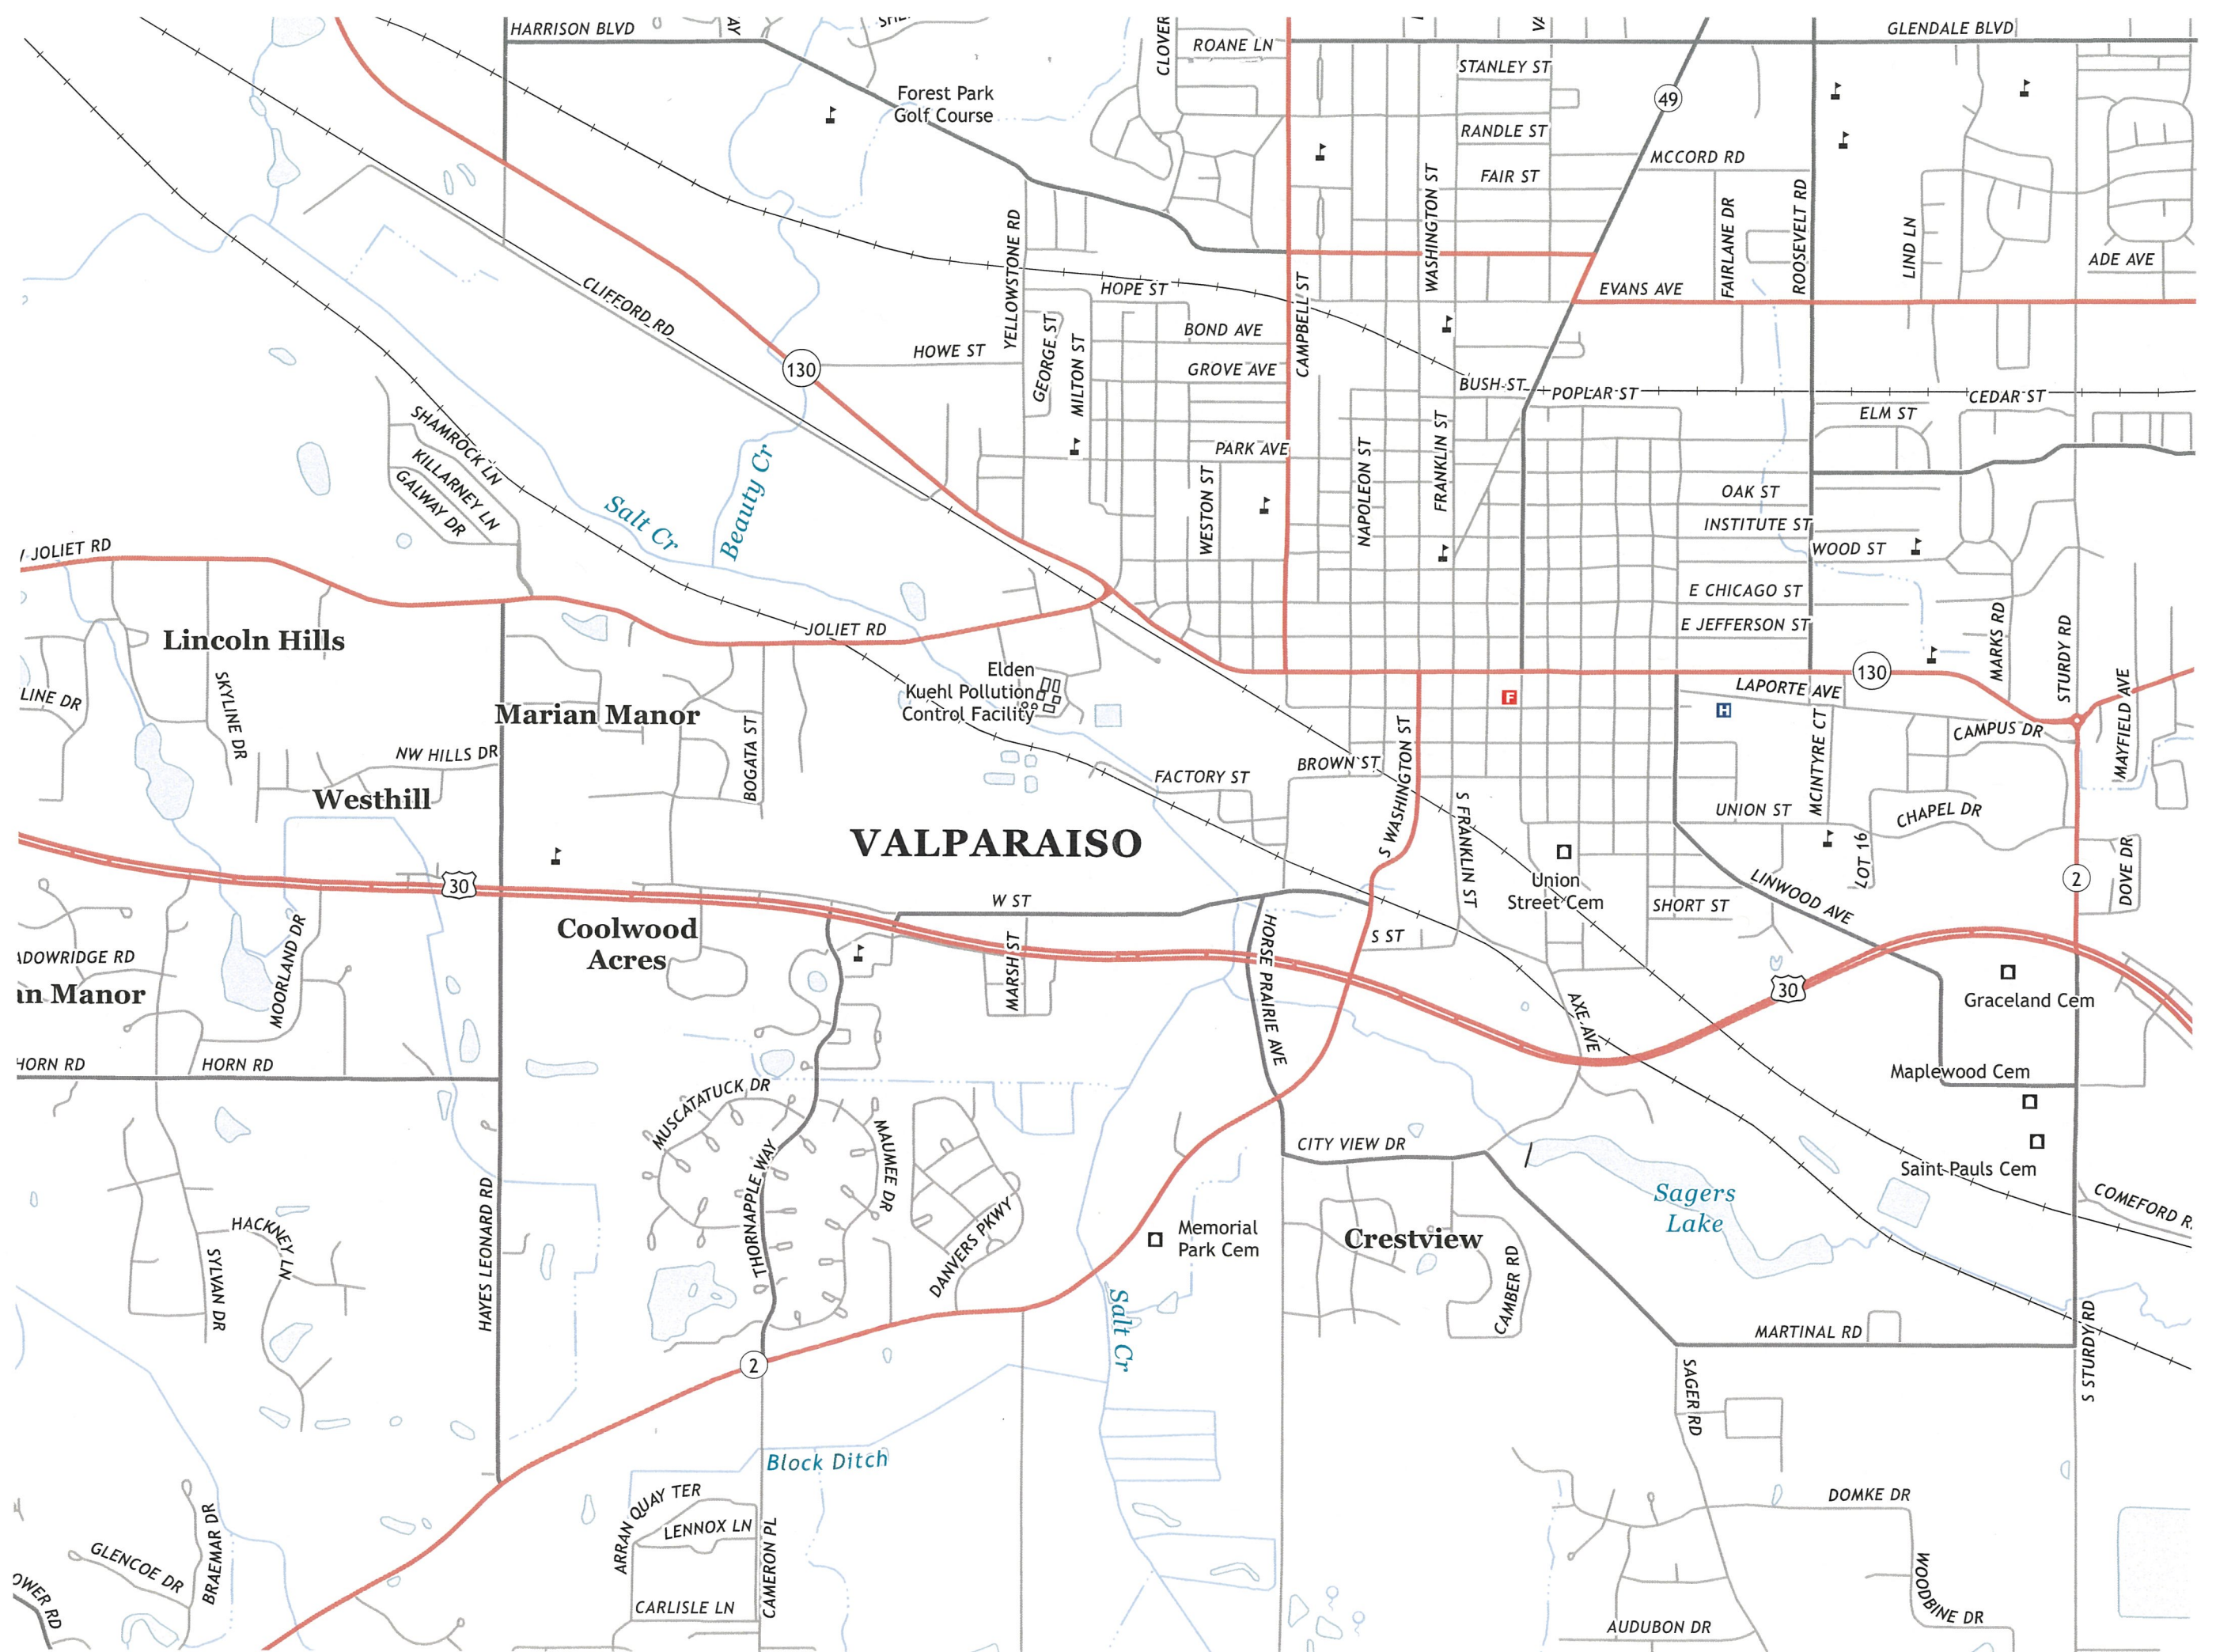 HARRISON BLVD
GLENDALE BLVD
CLOVER
ROANE LN
STANLEY ST
49
Forest Park
Golf Course
RANDLE ST
MCCORD RD
FAIR ST
WASHINGTON ST
FAIRLANE DR
ROOSEVELT RD
LIND LN
ADE AVE
YELLOWSTONE RD
HOPE ST
CAMPBELL ST
EVANS AVE
CLIFFORD RD
BOND AVE
GEORGE ST
MILTON ST
HOWE ST
130
GROVE AVE
BUSH ST
POPLAR ST
CEDAR ST
ELM ST
SHAMROCK LN
KILLARNEY LN
GALWAY DR
Salt Cr
Beauty Cr
PARK AVE
WESTON ST
NAPOLEON ST
FRANKLIN ST
OAK ST
INSTITUTE ST
WOOD ST
JOLIET RD
E CHICAGO ST
E JEFFERSON ST
MARKS RD
STURDY RD
Lincoln Hills
JOLIET RD
Elden
Kuehl Pollution
Control Facility
130
LAPORTE AVE
F
H
LINE DR
SKYLINE DR
Marian Manor
BOGATA ST
NW HILLS DR
Westhill
FACTORY ST
BROWN ST
S WASHINGTON ST
S FRANKLIN ST
MCINTYRE CT
CAMPUS DR
MAYFIELD AVE
UNION ST
CHAPEL DR
LOT 16
VALPARAISO
Union
Street Cem
LINWOOD AVE
SHORT ST
2
DOVE DR
30
W ST
Coolwood
Acres
S ST
HORSE PRAIRIE AVE
MARSH ST
ADOWRIDGE RD
an Manor
MOORLAND DR
AXE AVE
30
Graceland Cem
HORN RD
HORN RD
Maplewood Cem
MUSCATATUCK DR
MAUMEE DR
THORNAPPLE WAY
CITY VIEW DR
Saint Pauls Cem
COMEFORD R
Sagers
Lake
HACKNEY LN
SYLVAN DR
HAYES LEONARD RD
DANVERS PKWY
Memorial
Park Cem
Crestview
CAMBER RD
Salt Cr
MARTINAL RD
S STURDY RD
2
SAGER RD
Block Ditch
ARRAN QUAY TER
LENNOX LN
CAMERON PL
CARLISLE LN
GLENCOE DR
BRAEMAR DR
OWER RD
DOMKE DR
WOODBINE DR
AUDUBON DR